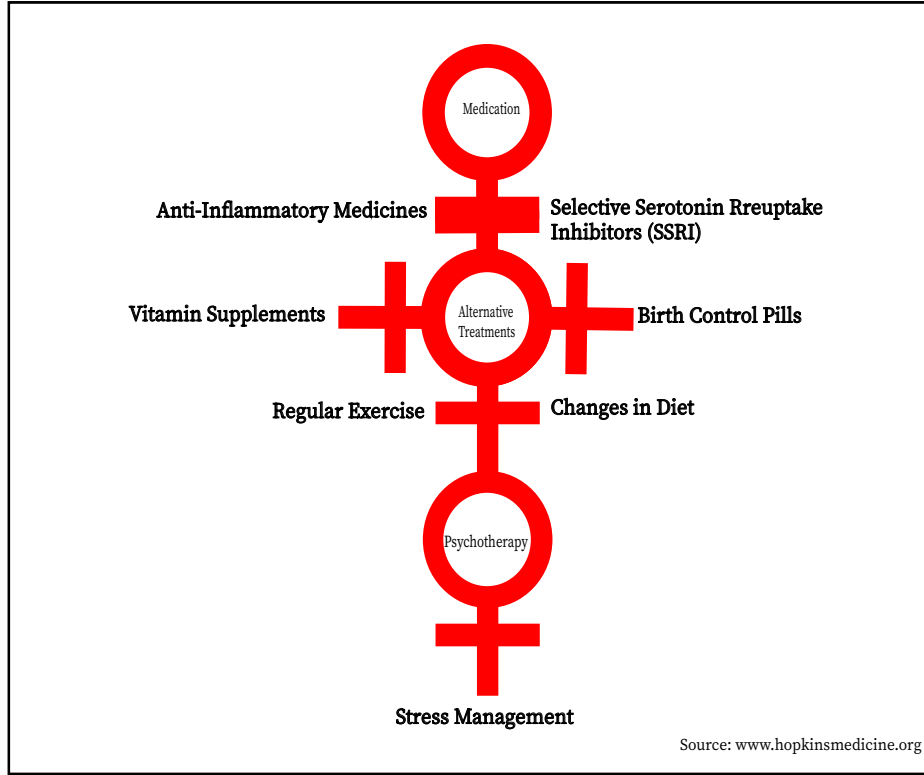 Medication
Anti-Inflammatory Medicines
Selective Serotonin Rreuptake
Inhibitors (SSRI)
Vitamin Supplements
Alternative
Treatments
Birth Control Pills
Regular Exercise
Changes in Diet
Psychotherapy
Stress Management
Source: www.hopkinsmedicine.org